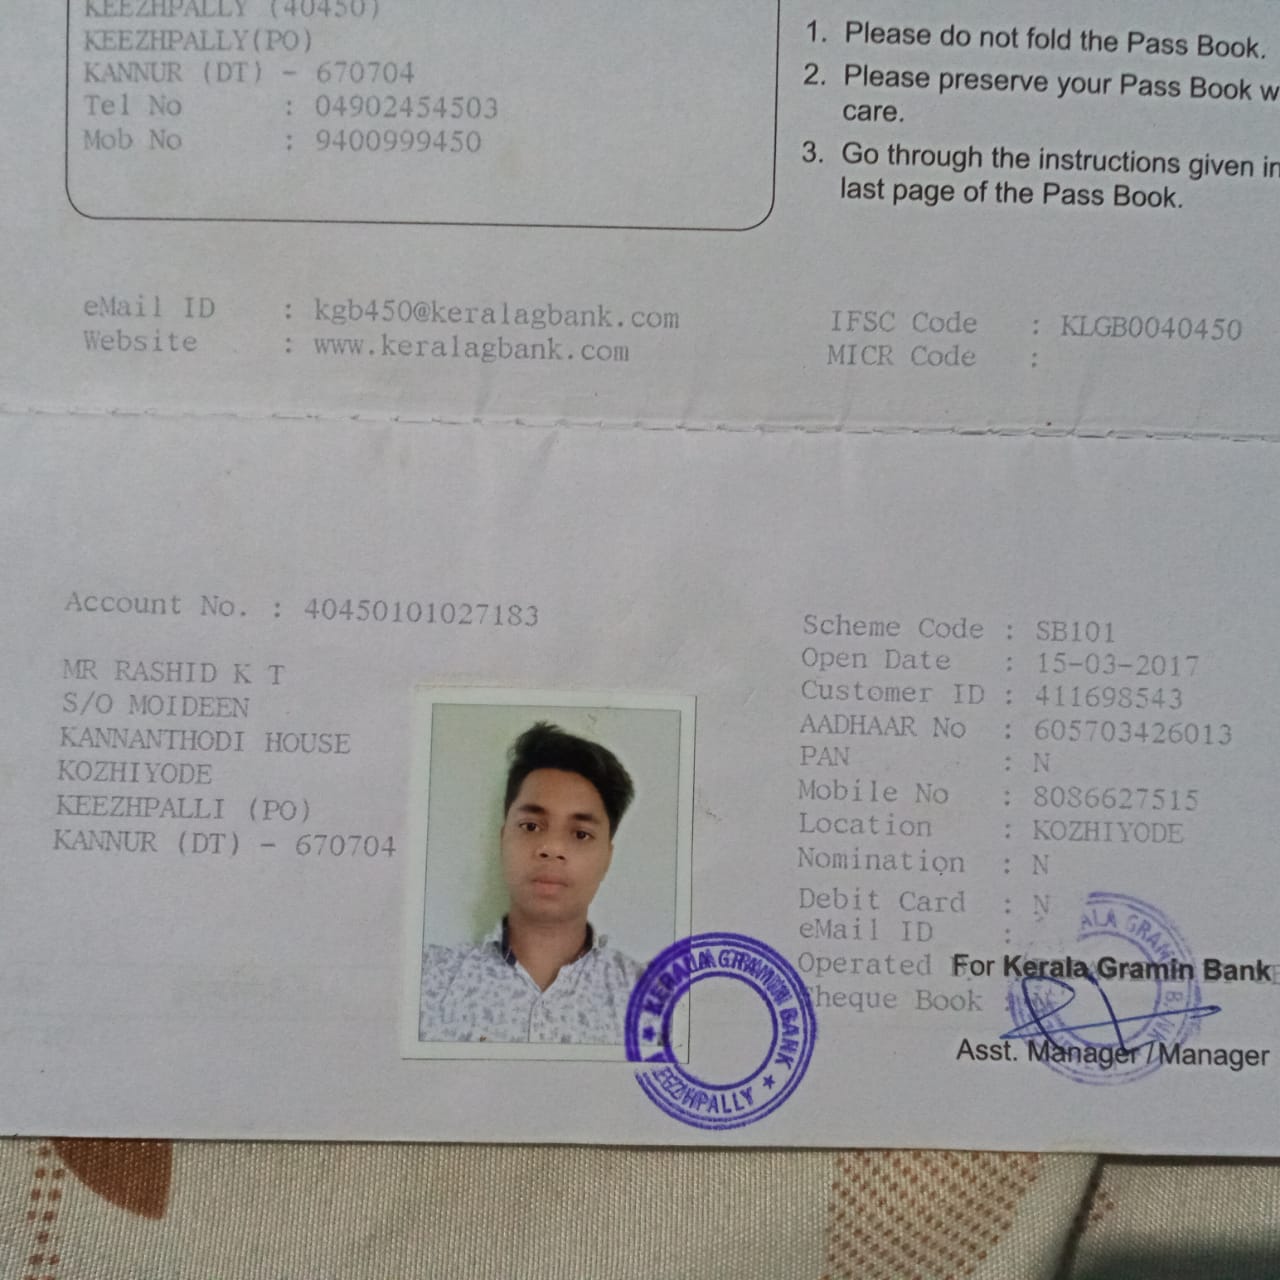 KEEZHPALLY (40450)
KEEZHPALLY(PO)
KANNUR (DT) - 670704
Tel No : 04902454503
Mob No : 9400999450
1. Please do not fold the Pass Book.
2. Please preserve your Pass Book w
care.
3. Go through the instructions given in
last page of the Pass Book.
eMail ID : kgb450@keralagbank.com
Website : www.keralagbank.com
IFSC Code : KLGB0040450
MICR Code :
Account No. : 40450101027183
MR RASHID K T
S/O MOIDEEN
KANNANTHODI HOUSE
KOZHIYODE
KEEZHPALLI (PO)
KANNUR (DT) - 670704
Scheme Code : SB101
Open Date : 15-03-2017
Customer ID : 411698543
AADHAAR No : 605703426013
PAN : N
Mobile No : 8086627515
Location : KOZHIYODE
Nomination : N
Debit Card : N
eMail ID :
Operated
Cheque Book :
For Kerala Gramin Bank
Asst. Manager / Manager
KERALA GRAMIN BANK
KEEZHPALLY